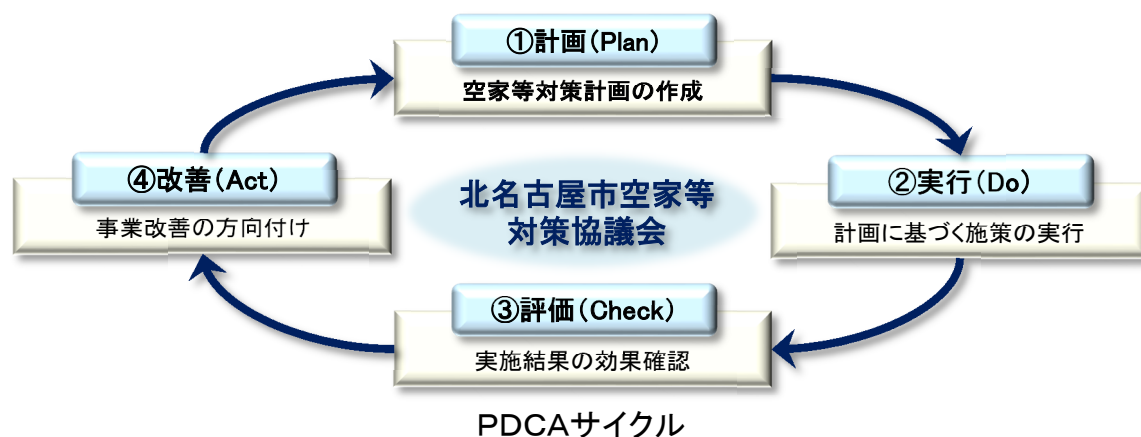 ①計画（Plan）
空家等対策計画の作成
④改善（Act）
事業改善の方向付け
北名古屋市空家等
対策協議会
②実行（Do）
計画に基づく施策の実行
③評価（Check）
実施結果の効果確認
PDCAサイクル